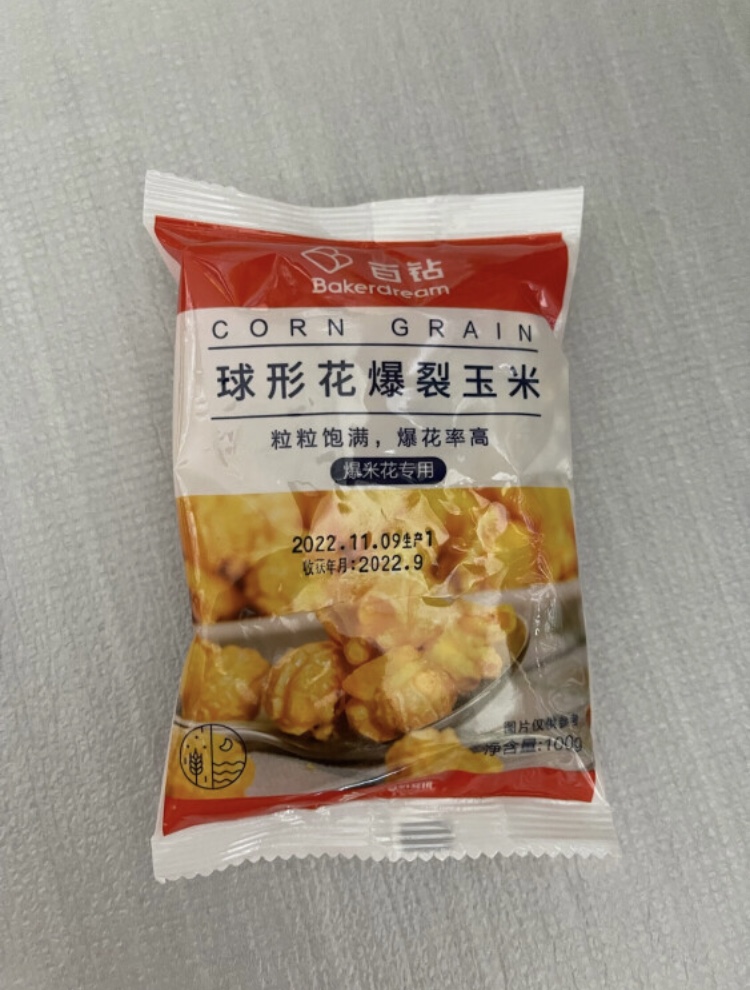 百钻
Bakerdream
CORN GRAIN
球形花爆裂玉米
粒粒饱满，爆花率高
爆米花专用
2022.11.09生产1
收获年月:2022.9
图片仅供参考
净含量:100g